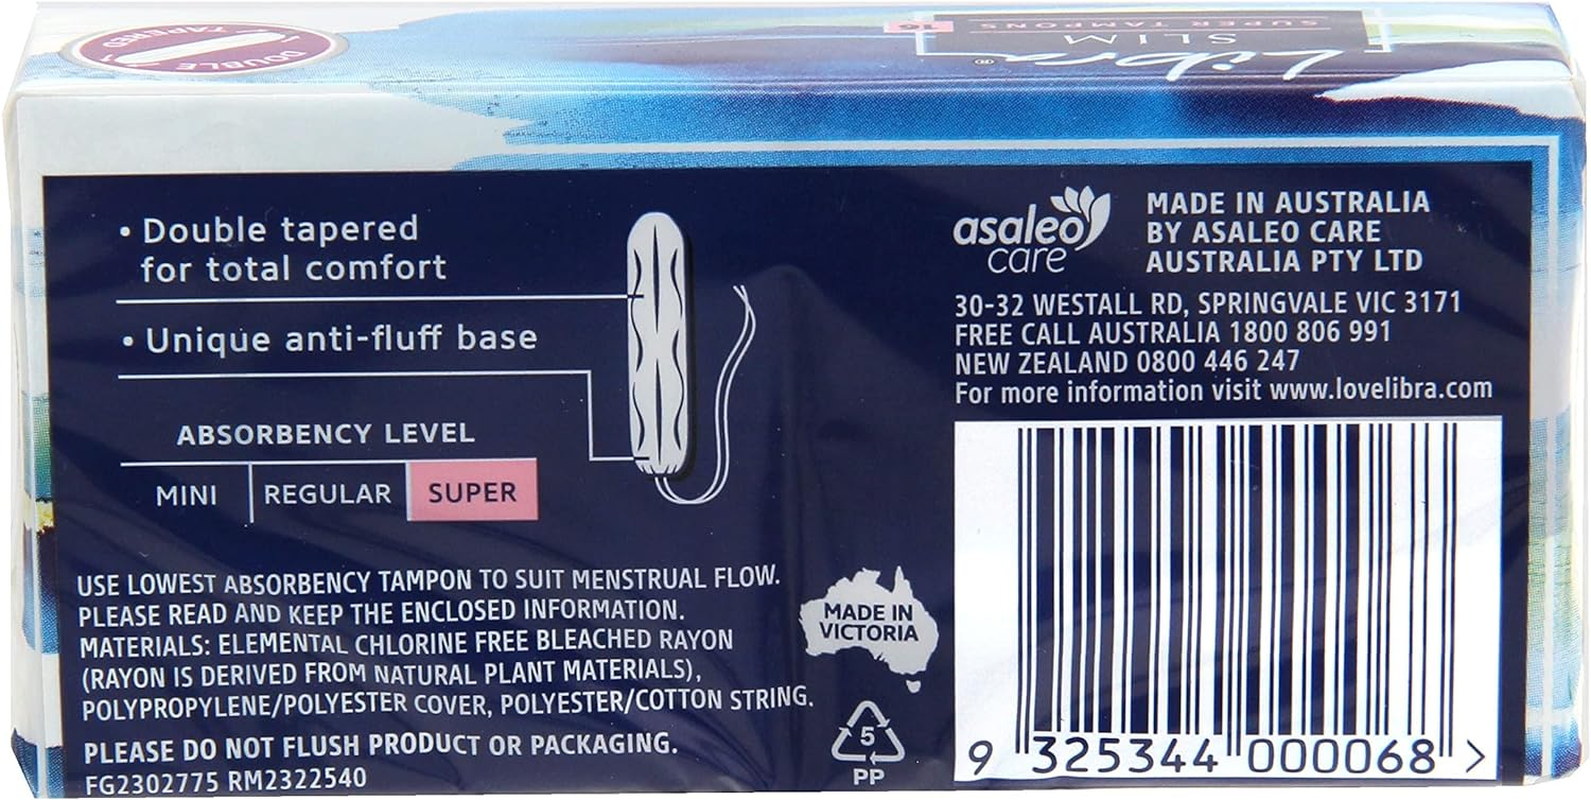 DOUBLE
TAPERED
Libra®
SLIM
SUPER TAMPONS
16
• Double tapered
for total comfort
• Unique anti-fluff base
ABSORBENCY LEVEL
MINI REGULAR SUPER
USE LOWEST ABSORBENCY TAMPON TO SUIT MENSTRUAL FLOW.
PLEASE READ AND KEEP THE ENCLOSED INFORMATION.
MATERIALS: ELEMENTAL CHLORINE FREE BLEACHED RAYON
(RAYON IS DERIVED FROM NATURAL PLANT MATERIALS),
POLYPROPYLENE/POLYESTER COVER, POLYESTER/COTTON STRING.
PLEASE DO NOT FLUSH PRODUCT OR PACKAGING.
FG2302775 RM2322540
MADE IN
VICTORIA
5
PP
asaleo
care
MADE IN AUSTRALIA
BY ASALEO CARE
AUSTRALIA PTY LTD
30-32 WESTALL RD, SPRINGVALE VIC 3171
FREE CALL AUSTRALIA 1800 806 991
NEW ZEALAND 0800 446 247
For more information visit www.lovelibra.com
9 325344 000068 >